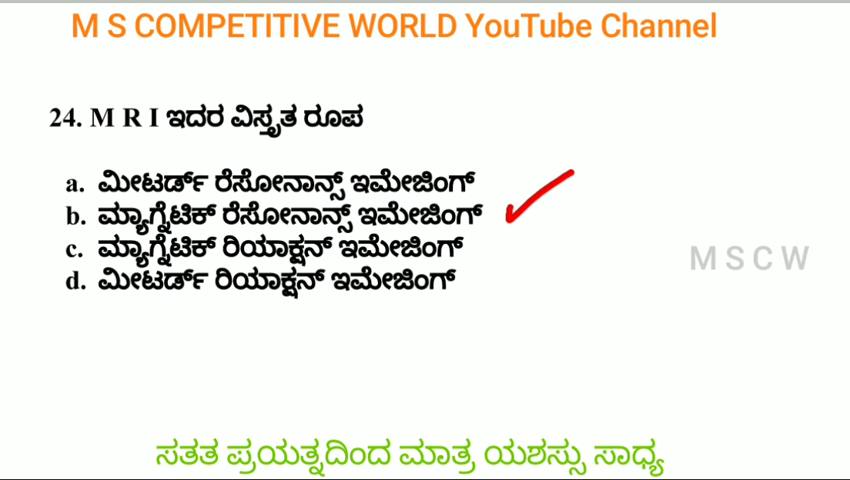 M S COMPETITIVE WORLD YouTube Channel
24. M R I ಇದರ ವಿಸ್ತೃತ ರೂಪ
a. ಮೀಟರ್ಡ್ ರೆಸೋನಾನ್ಸ್ ಇಮೇಜಿಂಗ್
b. ಮ್ಯಾಗ್ನೆಟಿಕ್ ರೆಸೋನಾನ್ಸ್ ಇಮೇಜಿಂಗ್
c. ಮ್ಯಾಗ್ನೆಟಿಕ್ ರಿಯಾಕ್ಷನ್ ಇಮೇಜಿಂಗ್
M S C W
d. ಮೀಟರ್ಡ್ ರಿಯಾಕ್ಷನ್ ಇಮೇಜಿಂಗ್
ಸತತ ಪ್ರಯತ್ನದಿಂದ ಮಾತ್ರ ಯಶಸ್ಸು ಸಾಧ್ಯ